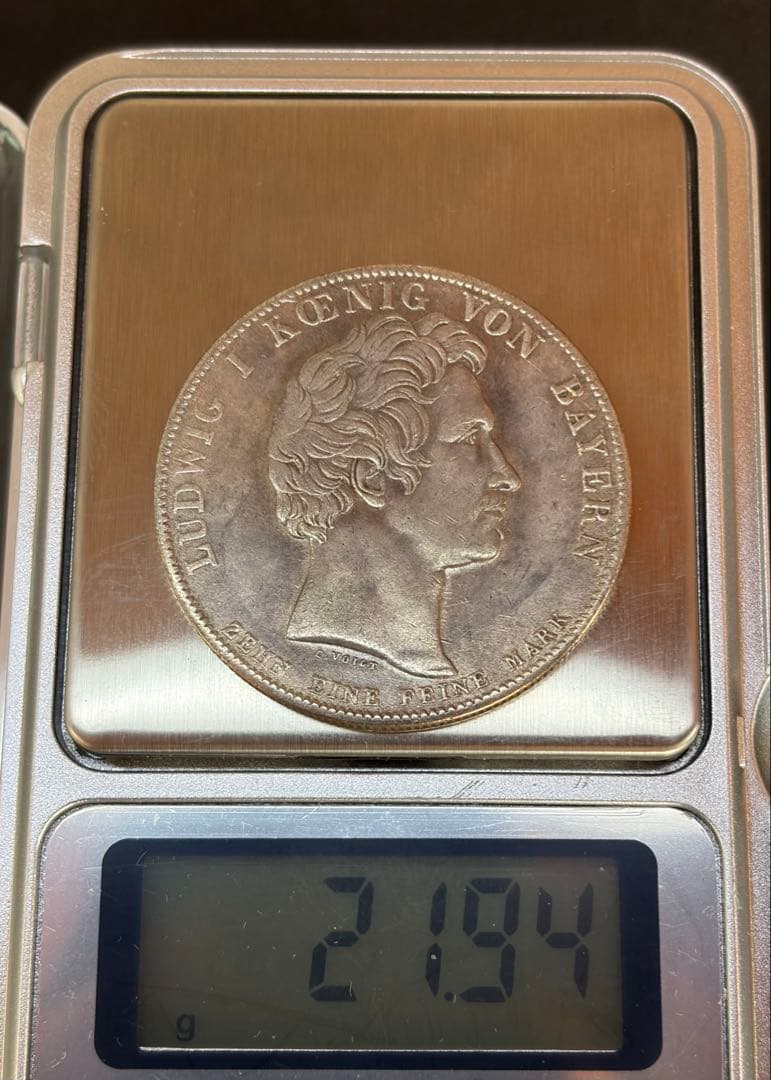 LUDWIG I KŒNIG VON BAYERN
C. VOIGT
ZEHN EINE FEINE MARK
21.94
g